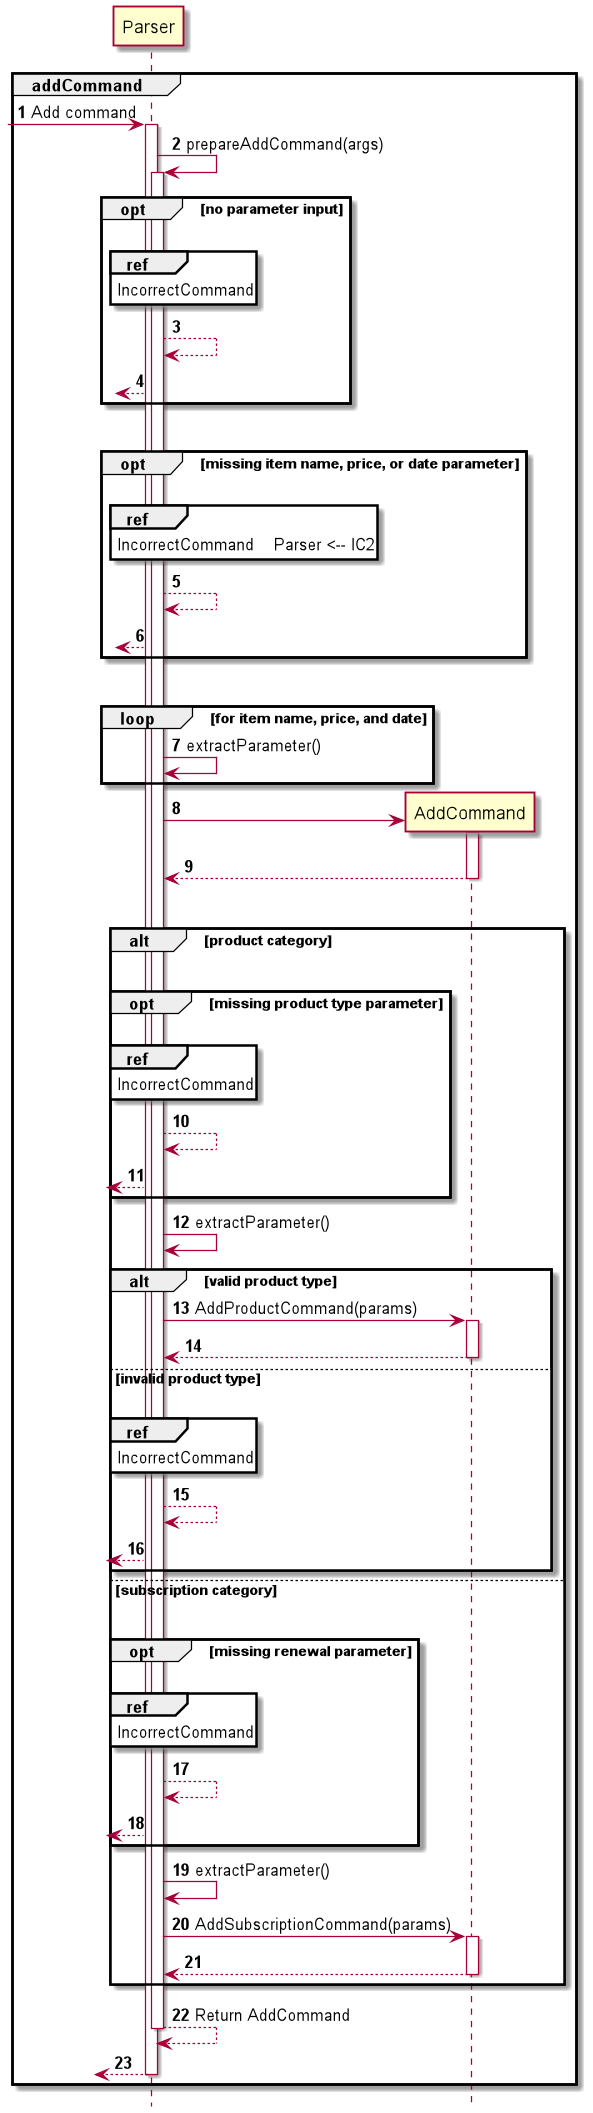 Parser
addCommand
1 Add command
2 prepareAddCommand(args)
opt [no parameter input]
ref
IncorrectCommand
3
4
opt [missing item name, price, or date parameter]
ref
IncorrectCommand Parser <-- IC2
5
6
loop [for item name, price, and date]
7 extractParameter()
8
AddCommand
9
alt [product category]
opt [missing product type parameter]
ref
IncorrectCommand
10
11
12 extractParameter()
alt [valid product type]
13 AddProductCommand(params)
14
[invalid product type]
ref
IncorrectCommand
15
16
[subscription category]
opt [missing renewal parameter]
ref
IncorrectCommand
17
18
19 extractParameter()
20 AddSubscriptionCommand(params)
21
22 Return AddCommand
23